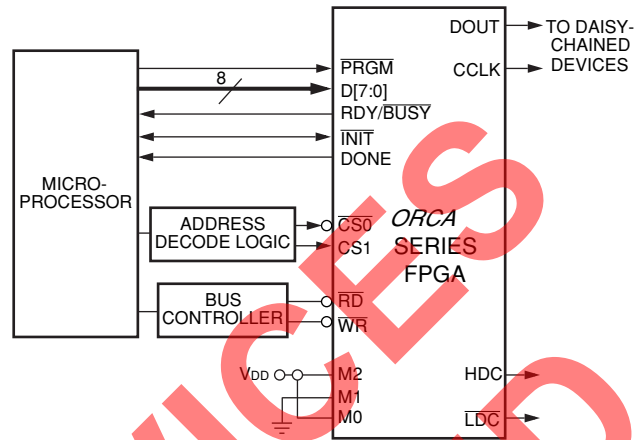 MICRO-
PROCESSOR
8
ADDRESS
DECODE LOGIC
BUS
CONTROLLER
VDD
PRGM
D[7:0]
RDY/BUSY
INIT
DONE
CS0
CS1
RD
WR
M2
M1
M0
ORCA
SERIES
FPGA
DOUT
CCLK
HDC
LDC
TO DAISY-
CHAINED
DEVICES